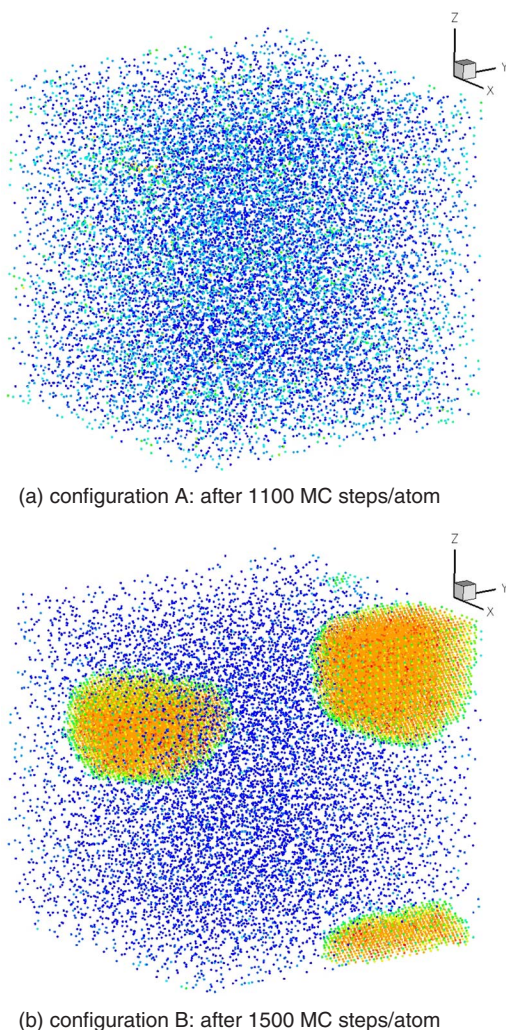 Z
Y
X
(a) configuration A: after 1100 MC steps/atom
Z
Y
X
(b) configuration B: after 1500 MC steps/atom